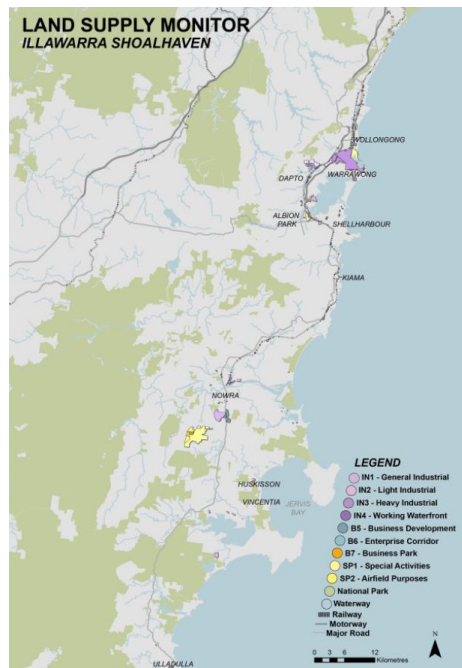 LAND SUPPLY MONITOR
ILLAWARRA SHOALHAVEN
WOLLONGONG
DAPTO
WARRAWONG
ALBION
PARK
SHELLHARBOUR
KIAMA
NOWRA
HUSKISSON
VINCENTIA
JERVIS
BAY
ULLADULLA
LEGEND
IN1 - General Industrial
IN2 - Light Industrial
IN3 - Heavy Industrial
IN4 - Working Waterfront
B5 - Business Development
B6 - Enterprise Corridor
B7 - Business Park
SP1 - Special Activities
SP2 - Airfield Purposes
National Park
Waterway
Railway
Motorway
Major Road
0 3 6 12
Kilometres
N